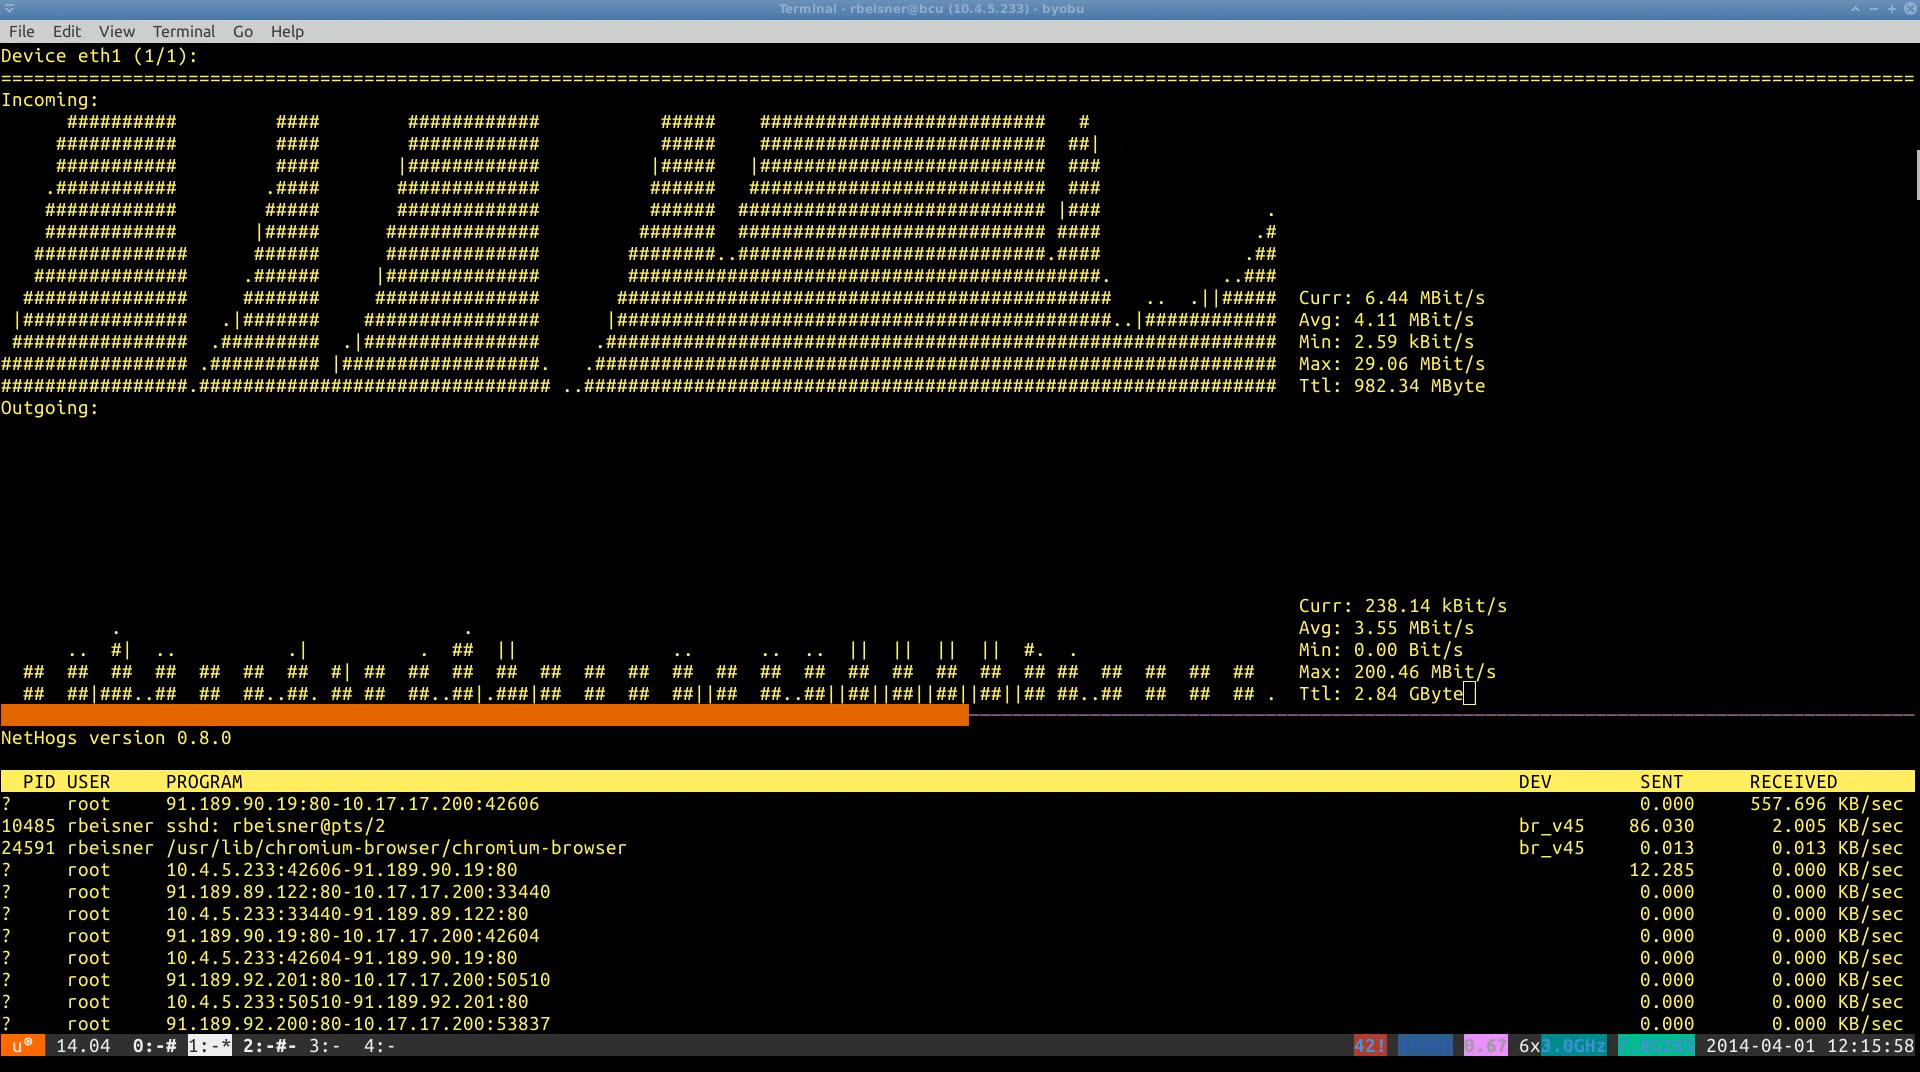 Terminal - rbeisner@bcu (10.4.5.233) - byobu
File Edit View Terminal Go Help
Device eth1 (1/1):
Incoming:
Curr: 6.44 MBit/s
Avg: 4.11 MBit/s
Min: 2.59 kBit/s
Max: 29.06 MBit/s
Ttl: 982.34 MByte
Outgoing:
Curr: 238.14 kBit/s
Avg: 3.55 MBit/s
Min: 0.00 Bit/s
Max: 200.46 MBit/s
Ttl: 2.84 GByte
NetHogs version 0.8.0
PID USER PROGRAM DEV SENT RECEIVED
? root 91.189.90.19:80-10.17.17.200:42606 0.000 557.696 KB/sec
10485 rbeisner sshd: rbeisner@pts/2 br_v45 86.030 2.005 KB/sec
24591 rbeisner /usr/lib/chromium-browser/chromium-browser br_v45 0.013 0.013 KB/sec
? root 10.4.5.233:42606-91.189.90.19:80 12.285 0.000 KB/sec
? root 91.189.89.122:80-10.17.17.200:33440 0.000 0.000 KB/sec
? root 10.4.5.233:33440-91.189.89.122:80 0.000 0.000 KB/sec
? root 91.189.90.19:80-10.17.17.200:42604 0.000 0.000 KB/sec
? root 10.4.5.233:42604-91.189.90.19:80 0.000 0.000 KB/sec
? root 91.189.92.201:80-10.17.17.200:50510 0.000 0.000 KB/sec
? root 10.4.5.233:50510-91.189.92.201:80 0.000 0.000 KB/sec
? root 91.189.92.200:80-10.17.17.200:53837 0.000 0.000 KB/sec
u 14.04 0:-# 1:-* 2:-#- 3:- 4:- 42! 0.67 6x3.0GHz 2014-04-01 12:15:58